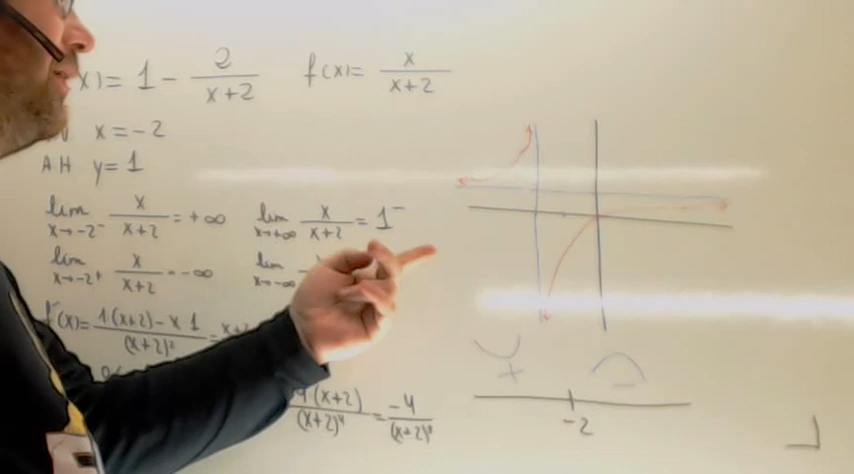 x) = 1 - 2/(x+2)    f(x) = x/(x+2)
x = -2
AH y = 1
lim x→-2⁻ x/(x+2) = +∞    lim x→+∞ x/(x+2) = 1⁻
lim x→-2⁺ x/(x+2) = -∞    lim x→-∞
f'(x) = (1(x+2) - x 1)/(x+2)² =
(x+2)/(x+2)⁴ = -4/(x+2)³
+ -
-2